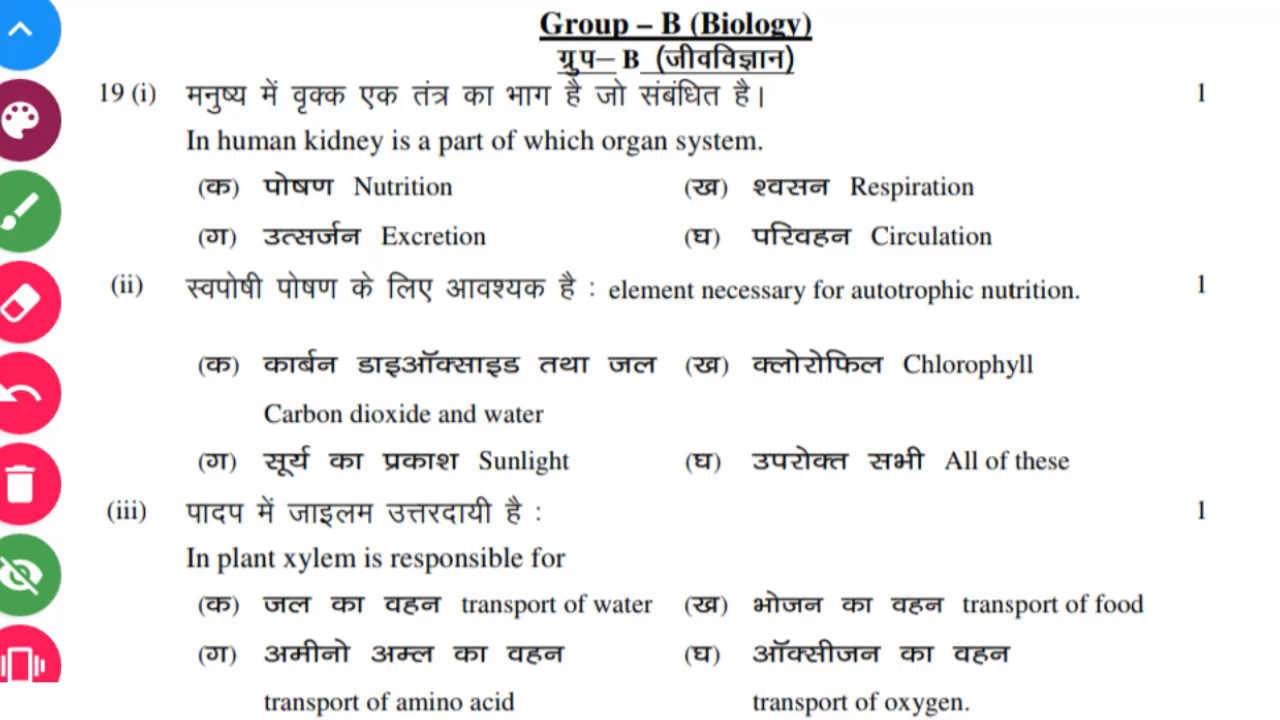 Group – B (Biology)
ग्रुप– B (जीवविज्ञान)
19 (i) मनुष्य में वृक्क एक तंत्र का भाग है जो संबंधित है। 1
In human kidney is a part of which organ system.
(क) पोषण Nutrition (ख) श्वसन Respiration
(ग) उत्सर्जन Excretion (घ) परिवहन Circulation
(ii) स्वपोषी पोषण के लिए आवश्यक है : element necessary for autotrophic nutrition. 1
(क) कार्बन डाइऑक्साइड तथा जल (ख) क्लोरोफिल Chlorophyll
Carbon dioxide and water
(ग) सूर्य का प्रकाश Sunlight (घ) उपरोक्त सभी All of these
(iii) पादप में जाइलम उत्तरदायी है : 1
In plant xylem is responsible for
(क) जल का वहन transport of water (ख) भोजन का वहन transport of food
(ग) अमीनो अम्ल का वहन (घ) ऑक्सीजन का वहन
transport of amino acid transport of oxygen.